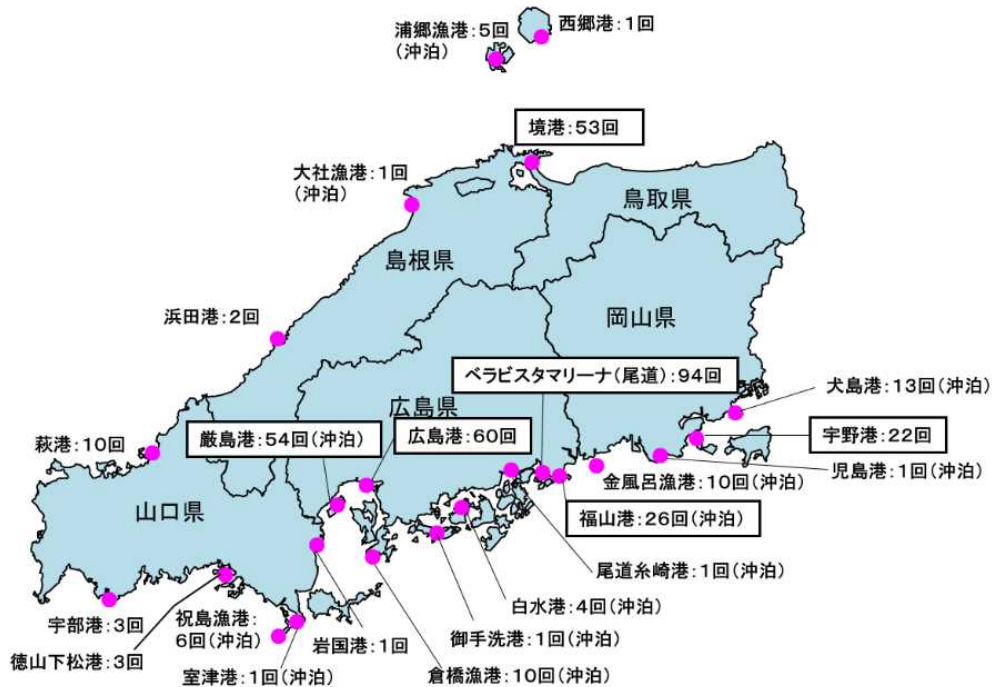 浦郷漁港:5回
(沖泊)
西郷港:1回
境港:53回
大社漁港:1回
(沖泊)
鳥取県
島根県
岡山県
浜田港:2回
ベラビスタマリーナ(尾道):94回
犬島港:13回(沖泊)
広島県
萩港:10回
厳島港:54回(沖泊)
広島港:60回
宇野港:22回
児島港:1回(沖泊)
金風呂漁港:10回(沖泊)
山口県
福山港:26回(沖泊)
尾道糸崎港:1回(沖泊)
白水港:4回(沖泊)
宇部港:3回
祝島漁港:
6回(沖泊)
岩国港:1回
御手洗港:1回(沖泊)
徳山下松港:3回
室津港:1回(沖泊)
倉橋漁港:10回(沖泊)